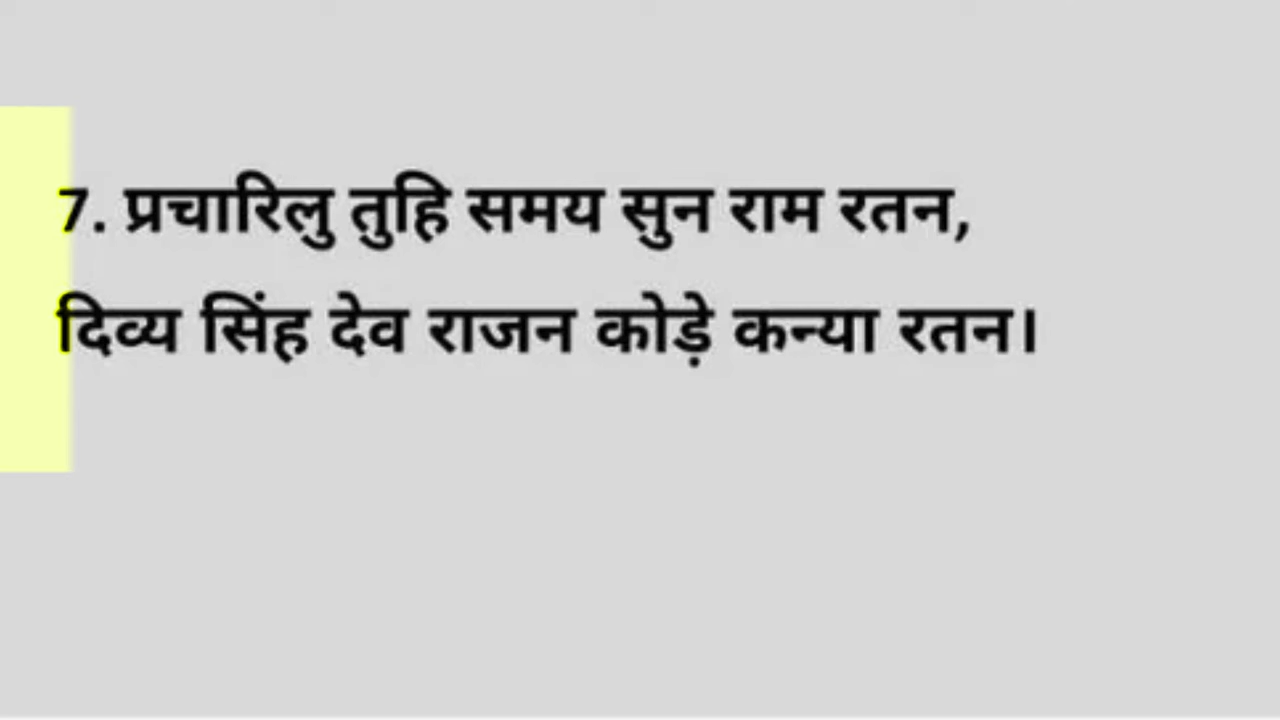 7. प्रचारिलु तुहि समय सुन राम रतन,
दिव्य सिंह देव राजन कोड़े कन्या रतन।